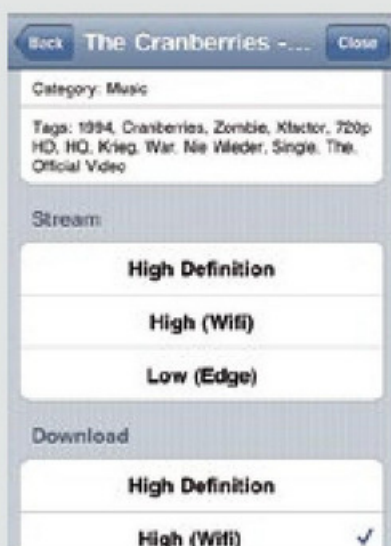 Back The Cranberries -... Close
Category: Music
Tags: 1994, Cranberries, Zombie, Xfactor, 720p
HD, HQ, Krieg, War, Nie Wieder, Single, The,
Official Video
Stream
High Definition
High (Wifi)
Low (Edge)
Download
High Definition
High (Wifi)